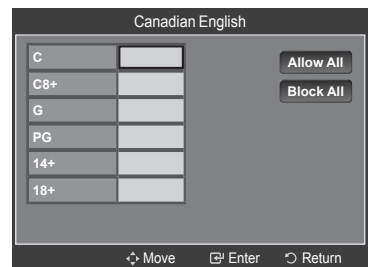 Canadian English
C
Allow All
C8+
Block All
G
PG
14+
18+
Move Enter Return